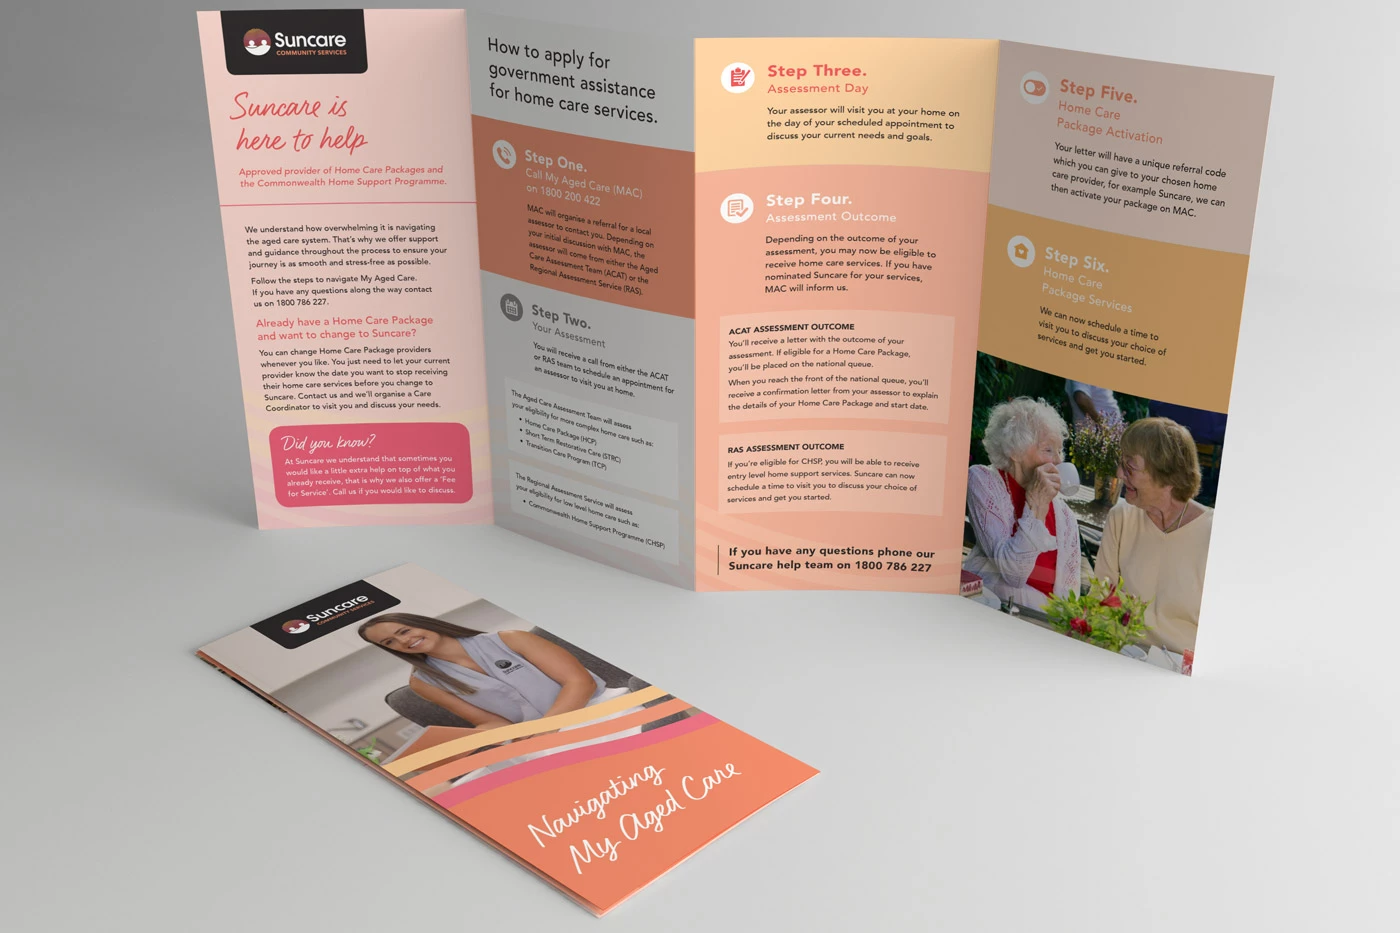 Suncare
COMMUNITY SERVICES
Suncare is
here to help
Approved provider of Home Care Packages and
the Commonwealth Home Support Programme.
We understand how overwhelming it is navigating
the aged care system. That's why we offer support
and guidance throughout the process to ensure your
journey is as smooth and stress-free as possible.
Follow the steps to navigate My Aged Care.
If you have any questions along the way contact
us on 1800 786 227.
Already have a Home Care Package
and want to change to Suncare?
You can change Home Care Package providers
whenever you like. You just need to let your current
provider know the date you want to stop receiving
their home care services before you change to
Suncare. Contact us and we'll organise a Care
Coordinator to visit you and discuss your needs.
Did you know?
At Suncare we understand that sometimes you
would like a little extra help on top of what you
already receive, that is why we also offer a 'Fee
for Service'. Call us if you would like to discuss.
How to apply for
government assistance
for home care services.
Step One.
Call My Aged Care (MAC)
on 1800 200 422
MAC will organise a referral for a local
assessor to contact you. Depending on
your initial discussion with MAC, the
assessor will come from either the Aged
Care Assessment Team (ACAT) or the
Regional Assessment Service (RAS).
Step Two.
Your Assessment
You will receive a call from either the ACAT
or RAS team to schedule an appointment for
an assessor to visit you at home.
The Aged Care Assessment Team will assess
your eligibility for more complex home care such as:
• Home Care Package (HCP)
• Short Term Restorative Care (STRC)
• Transition Care Program (TCP)
The Regional Assessment Service will assess
your eligibility for low level home care such as:
• Commonwealth Home Support Programme (CHSP)
Step Three.
Assessment Day
Your assessor will visit you at your home on
the day of your scheduled appointment to
discuss your current needs and goals.
Step Four.
Assessment Outcome
Depending on the outcome of your
assessment, you may now be eligible to
receive home care services. If you have
nominated Suncare for your services,
MAC will inform us.
ACAT ASSESSMENT OUTCOME
You'll receive a letter with the outcome of your
assessment. If eligible for a Home Care Package,
you'll be placed on the national queue.
When you reach the front of the national queue, you'll
receive a confirmation letter from your assessor to explain
the details of your Home Care Package and start date.
RAS ASSESSMENT OUTCOME
If you're eligible for CHSP, you will be able to receive
entry level home support services. Suncare can now
schedule a time to visit you to discuss your choice of
services and get you started.
If you have any questions phone our
Suncare help team on 1800 786 227
Step Five.
Home Care
Package Activation
Your letter will have a unique referral code
which you can give to your chosen home
care provider, for example Suncare, we can
then activate your package on MAC.
Step Six.
Home Care
Package Services
We can now schedule a time to
visit you to discuss your choice of
services and get you started.
Suncare
COMMUNITY SERVICES
Navigating
My Aged Care